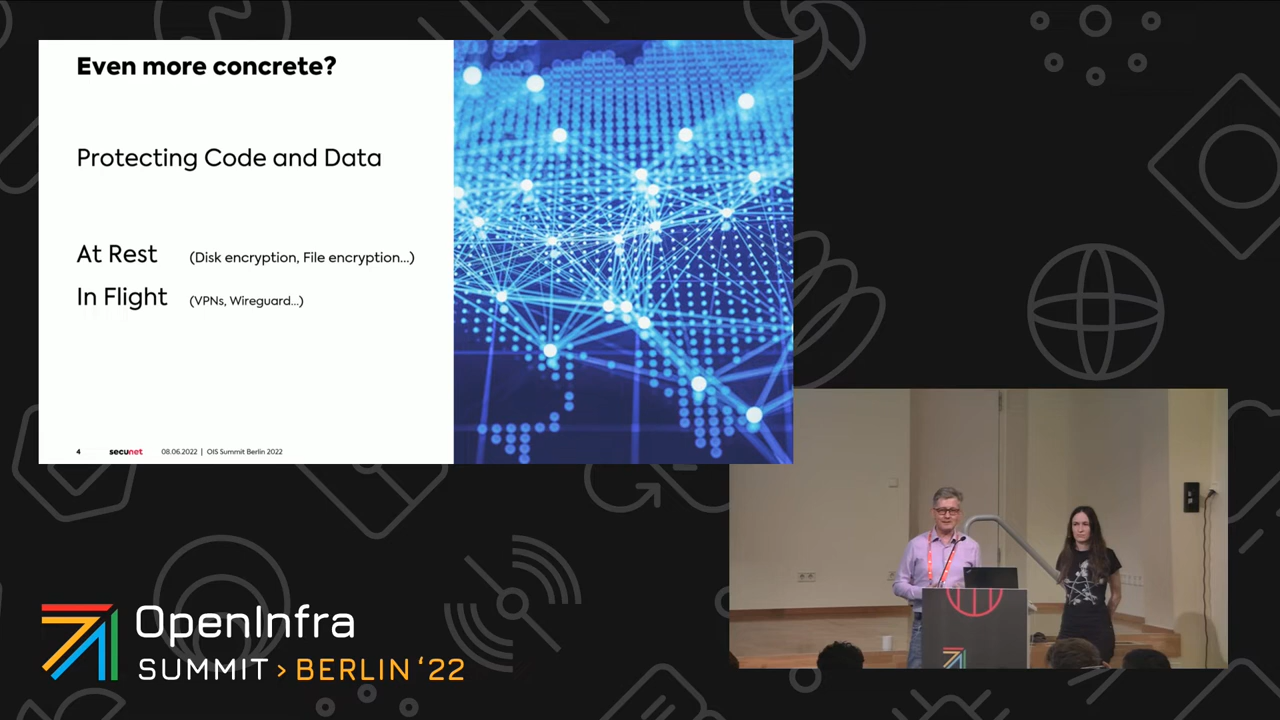 Even more concrete?
Protecting Code and Data
At Rest (Disk encryption, File encryption...)
In Flight (VPNs, Wireguard...)
4 secunet 08.06.2022 | OIS Summit Berlin 2022
OpenInfra
SUMMIT > BERLIN ‘22